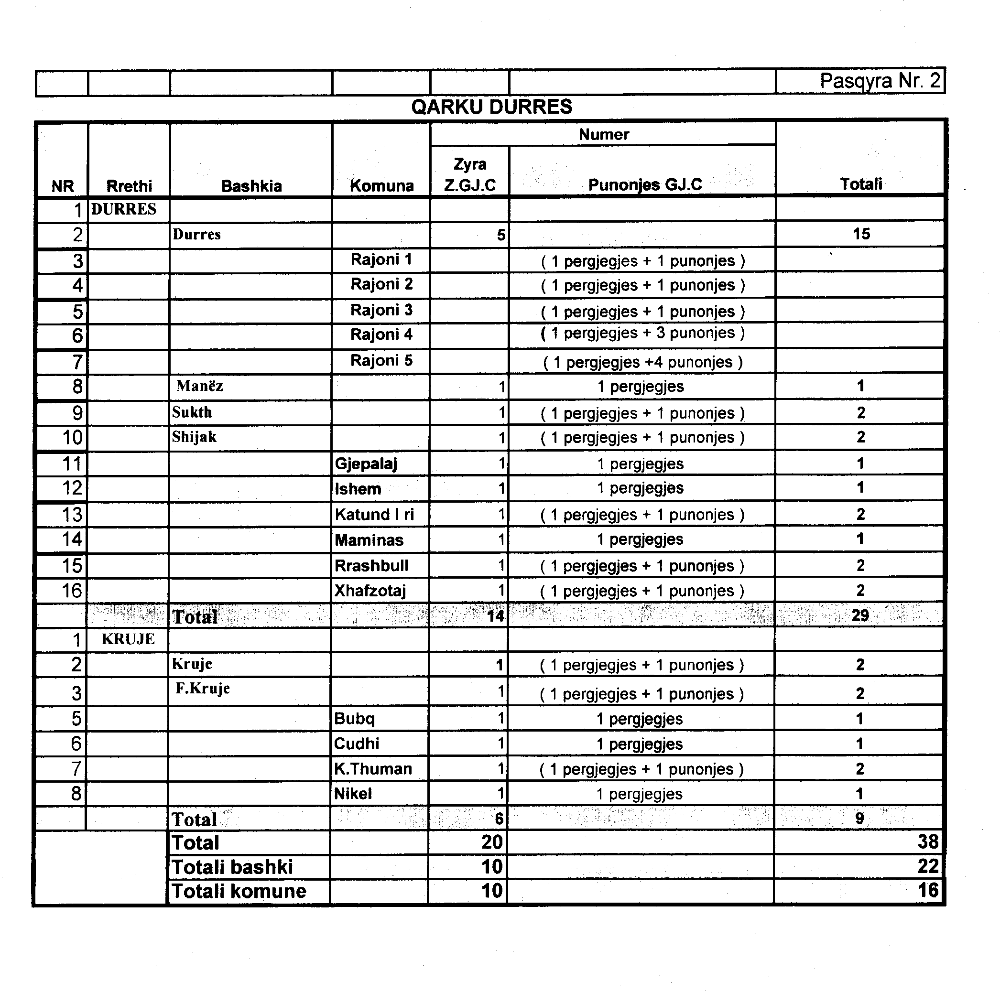 Pasqyra Nr. 2
QARKU DURRES
Numer
NR Rrethi Bashkia Komuna Zyra Z.GJ.C Punonjes GJ.C Totali
1 DURRES
2 Durres 5 15
3 Rajoni 1 ( 1 pergjegjes + 1 punonjes )
4 Rajoni 2 ( 1 pergjegjes + 1 punonjes )
5 Rajoni 3 ( 1 pergjegjes + 1 punonjes )
6 Rajoni 4 ( 1 pergjegjes + 3 punonjes )
7 Rajoni 5 ( 1 pergjegjes +4 punonjes )
8 Manëz 1 1 pergjegjes 1
9 Sukth 1 ( 1 pergjegjes + 1 punonjes ) 2
10 Shijak 1 ( 1 pergjegjes + 1 punonjes ) 2
11 Gjepalaj 1 1 pergjegjes 1
12 Ishem 1 1 pergjegjes 1
13 Katund I ri 1 ( 1 pergjegjes + 1 punonjes ) 2
14 Maminas 1 1 pergjegjes 1
15 Rrashbull 1 ( 1 pergjegjes + 1 punonjes ) 2
16 Xhafzotaj 1 ( 1 pergjegjes + 1 punonjes ) 2
Total 14 29
1 KRUJE
2 Kruje 1 ( 1 pergjegjes + 1 punonjes ) 2
3 F.Kruje 1 ( 1 pergjegjes + 1 punonjes ) 2
5 Bubq 1 1 pergjegjes 1
6 Cudhi 1 1 pergjegjes 1
7 K.Thuman 1 ( 1 pergjegjes + 1 punonjes ) 2
8 Nikel 1 1 pergjegjes 1
Total 6 9
Total 20 38
Totali bashki 10 22
Totali komune 10 16